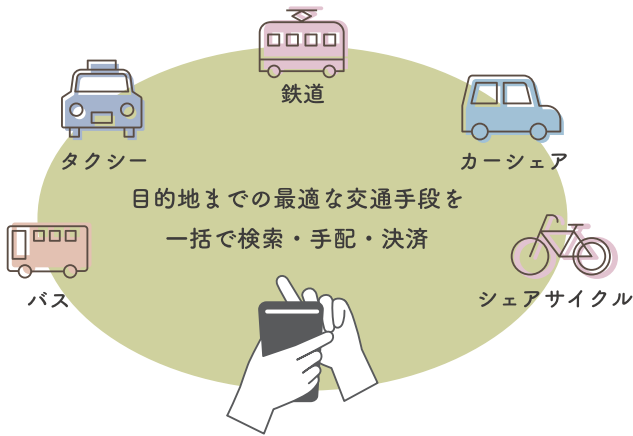 鉄道
タクシー
カーシェア
目的地までの最適な交通手段を
一括で検索・手配・決済
バス
シェアサイクル